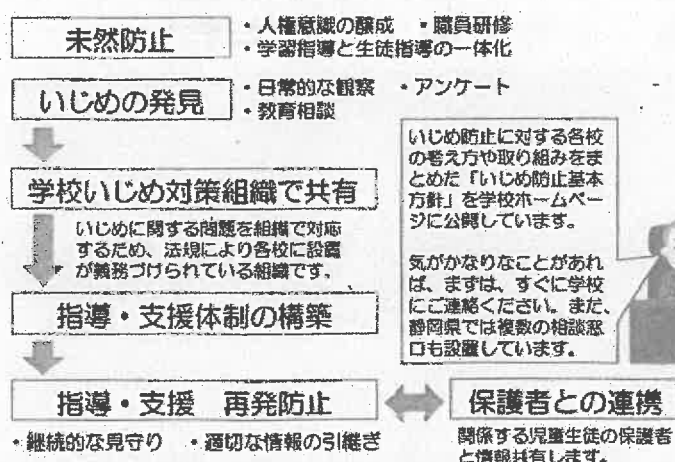 未然防止
・人権意識の醸成 ・職員研修
・学習指導と生徒指導の一体化
いじめの発見
・日常的な観察 ・アンケート
・教育相談
学校いじめ対策組織で共有
いじめに関する問題を組織で対応
するため、法規により各校に設置
が義務づけられている組織です。
いじめ防止に対する各校
の考え方や取り組みをま
とめた「いじめ防止基本
方針」を学校ホームペー
ジに公開しています。
気がかなりなことがあれ
ば、まずは、すぐに学校
にご連絡ください。また、
静岡県では複数の相談窓
口も設置しています。
指導・支援体制の構築
指導・支援 再発防止
・継続的な見守り ・適切な情報の引継ぎ
保護者との連携
関係する児童生徒の保護者
と情報共有します。